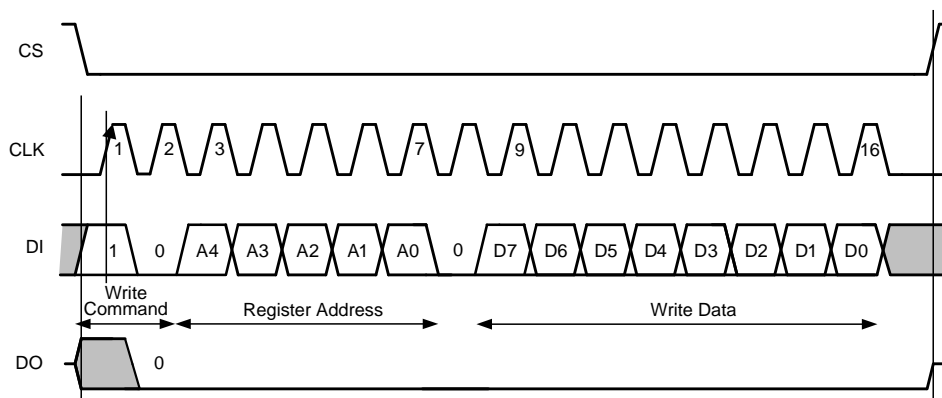 CS
CLK 1 2 3 7 9 16
DI 1 0 A4 A3 A2 A1 A0 0 D7 D6 D5 D4 D3 D2 D1 D0
Write
Command Register Address Write Data
DO 0